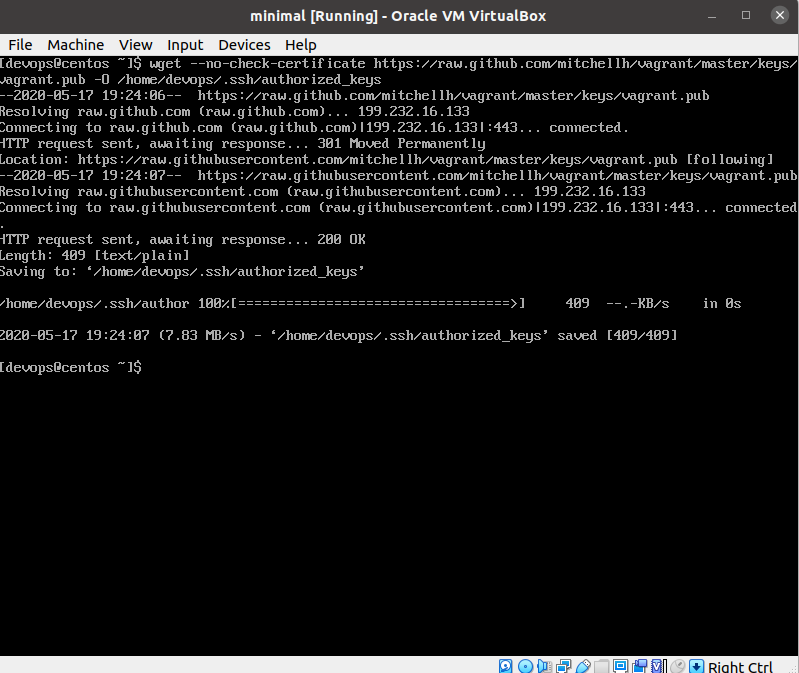 minimal [Running] - Oracle VM VirtualBox
File Machine View Input Devices Help
[devops@centos ~]$ wget --no-check-certificate https://raw.github.com/mitchellh/vagrant/master/keys/
vagrant.pub -O /home/devops/.ssh/authorized_keys
--2020-05-17 19:24:06-- https://raw.github.com/mitchellh/vagrant/master/keys/vagrant.pub
Resolving raw.github.com (raw.github.com)... 199.232.16.133
Connecting to raw.github.com (raw.github.com)|199.232.16.133|:443... connected.
HTTP request sent, awaiting response... 301 Moved Permanently
Location: https://raw.githubusercontent.com/mitchellh/vagrant/master/keys/vagrant.pub [following]
--2020-05-17 19:24:07-- https://raw.githubusercontent.com/mitchellh/vagrant/master/keys/vagrant.pub
Resolving raw.githubusercontent.com (raw.githubusercontent.com)... 199.232.16.133
Connecting to raw.githubusercontent.com (raw.githubusercontent.com)|199.232.16.133|:443... connected
.
HTTP request sent, awaiting response... 200 OK
Length: 409 [text/plain]
Saving to: ‘/home/devops/.ssh/authorized_keys’
/home/devops/.ssh/author 100%[==================================>] 409 --.-KB/s in 0s
2020-05-17 19:24:07 (7.83 MB/s) - ‘/home/devops/.ssh/authorized_keys’ saved [409/409]
[devops@centos ~]$
Right Ctrl